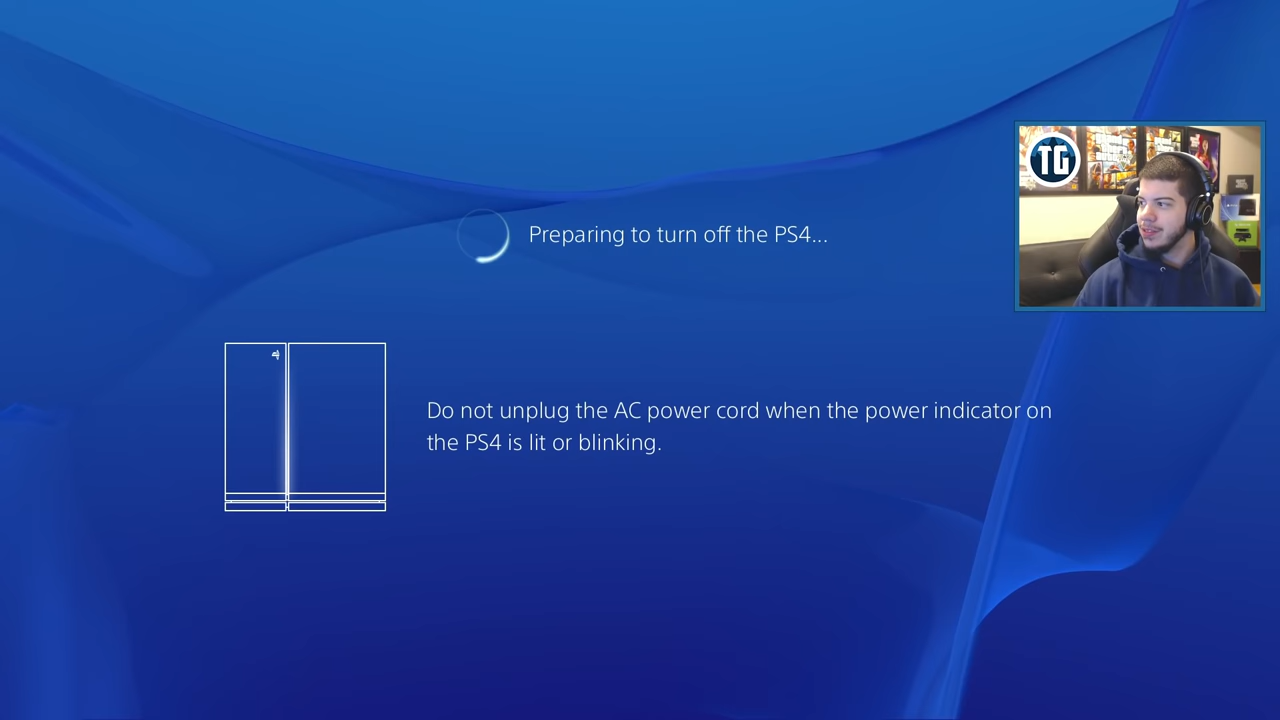 TG
Preparing to turn off the PS4...
Do not unplug the AC power cord when the power indicator on
the PS4 is lit or blinking.